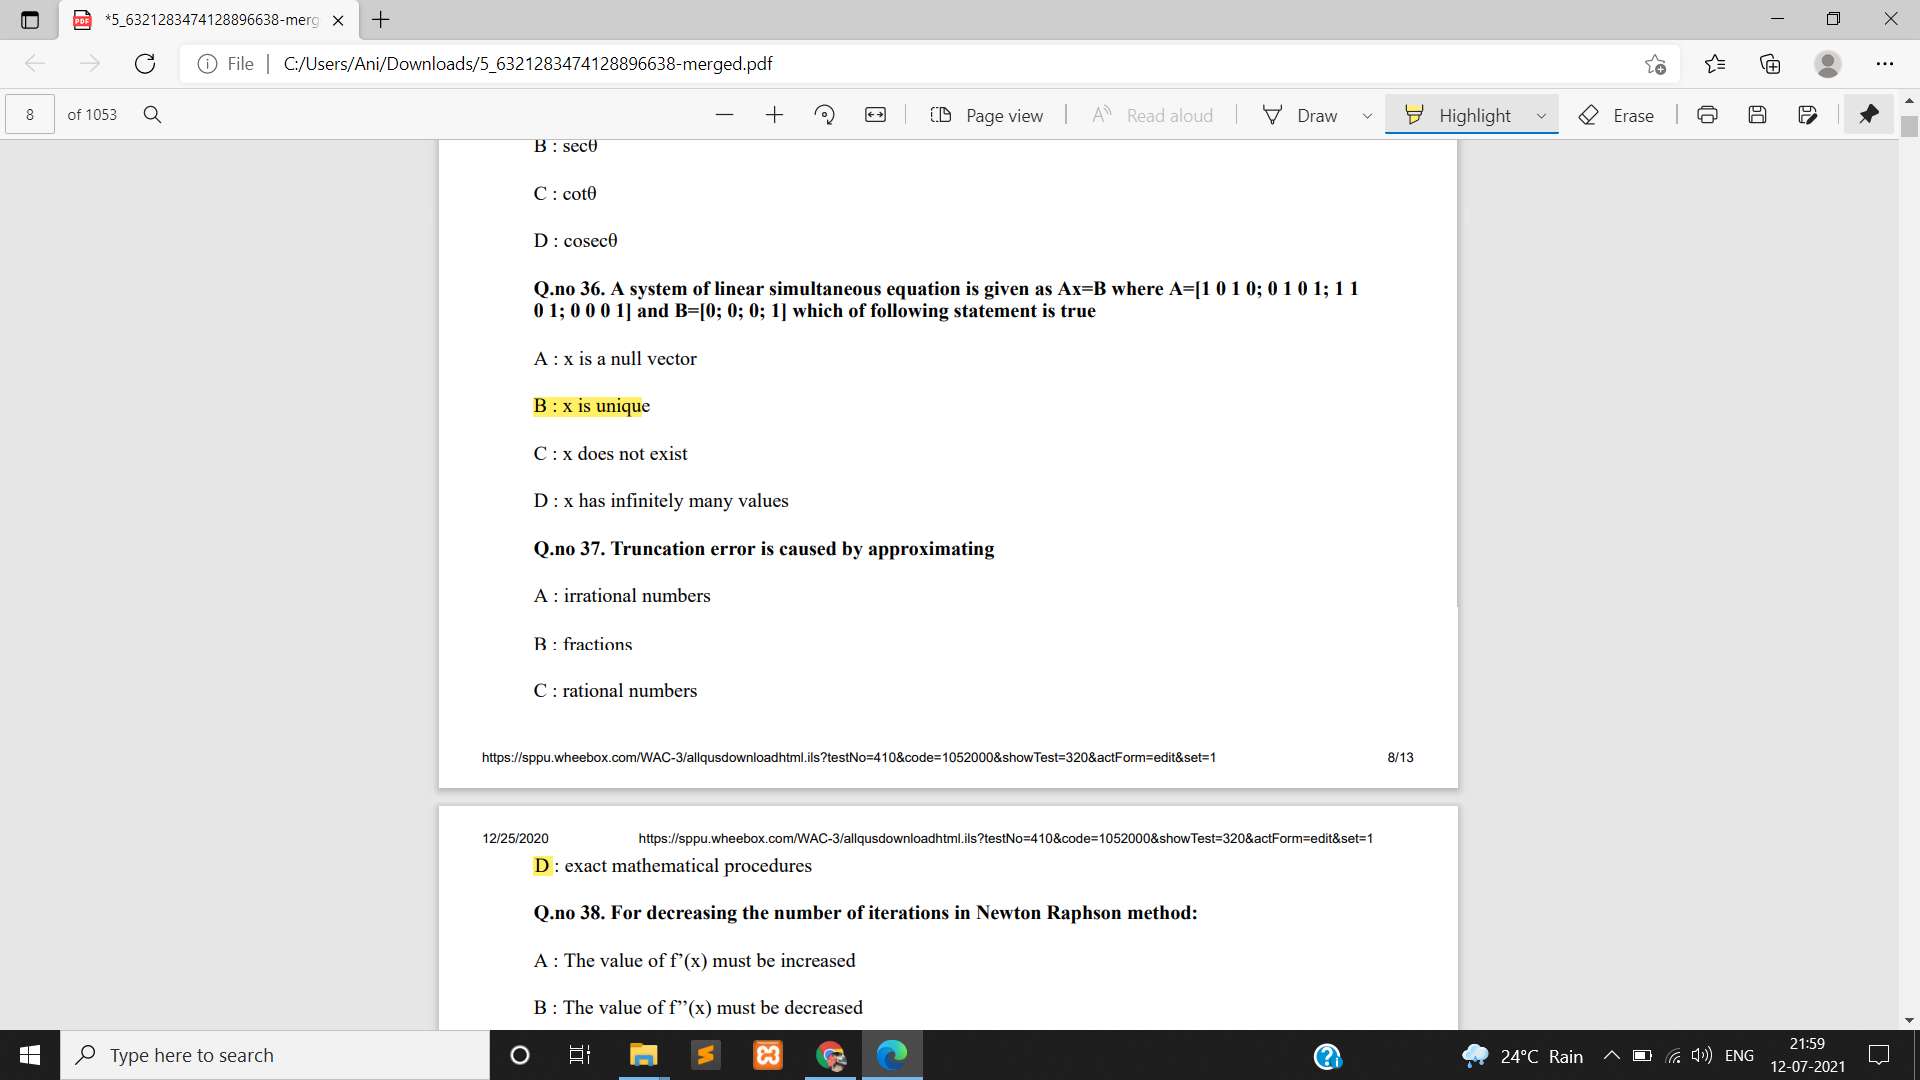 *5_6321283474128896638-merg
File
C:/Users/Ani/Downloads/5_6321283474128896638-merged.pdf
8 of 1053
Page view
Read aloud
Draw
Highlight
Erase
B : secθ
C : cotθ
D : cosecθ
Q.no 36. A system of linear simultaneous equation is given as Ax=B where A=[1 0 1 0; 0 1 0 1; 1 1
0 1; 0 0 0 1] and B=[0; 0; 0; 1] which of following statement is true
A : x is a null vector
B : x is unique
C : x does not exist
D : x has infinitely many values
Q.no 37. Truncation error is caused by approximating
A : irrational numbers
B : fractions
C : rational numbers
https://sppu.wheebox.com/WAC-3/allqusdownloadhtml.ils?testNo=410&code=1052000&showTest=320&actForm=edit&set=1 8/13
12/25/2020 https://sppu.wheebox.com/WAC-3/allqusdownloadhtml.ils?testNo=410&code=1052000&showTest=320&actForm=edit&set=1
D : exact mathematical procedures
Q.no 38. For decreasing the number of iterations in Newton Raphson method:
A : The value of f’(x) must be increased
B : The value of f’’(x) must be decreased
Type here to search
24°C Rain
ENG
21:59
12-07-2021